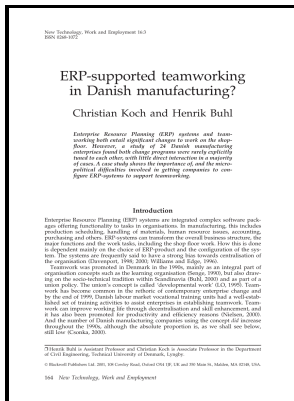 New Technology, Work and Employment 16:3
ISSN 0268-1072
ERP-supported teamworking
in Danish manufacturing?
Christian Koch and Henrik Buhl
Enterprise Resource Planning (ERP) systems and team-
working both entail significant changes to work on the shop-
floor. However, a study of 24 Danish manufacturing
enterprises found both change programs were rarely explicitly
tuned to each other, with little direct interaction in a majority
of cases. A case study shows the importance of, and the micro-
political difficulties involved in getting companies to con-
figure ERP-systems to support teamworking.
Introduction
Enterprise Resource Planning (ERP) systems are integrated complex software pack-
ages offering functionality to tasks in organisations. In manufacturing, this includes
production scheduling, handling of materials, human resource issues, accounting,
purchasing and others. ERP-systems can transform the overall business structure, the
major functions and the work tasks, including the shop floor work. How this is done
is dependent mainly on the choice of ERP-product and the configuration of the sys-
tem. The systems are frequently said to have a strong bias towards centralisation of
the organisation (Davenport, 1998, 2000; Williams and Edge, 1996).
Teamwork was promoted in Denmark in the 1990s, mainly as an integral part of
organisation concepts such as the learning organisation (Senge, 1990), but also draw-
ing on the socio-technical tradition within Scandinavia (Buhl, 2000) and as part of a
union policy. The union's concept is called 'developmental work' (LO, 1995). Team-
work has become common in the rhetoric of contemporary enterprise change and
by the end of 1999, Danish labour market vocational training units had a well-estab-
lished set of training activities to assist enterprises in establishing teamwork. Team-
work can improve working life through decentralisation and skill enhancement, and
it has also been promoted for productivity and efficiency reasons (Nielsen, 2000).
And the number of Danish manufacturing companies using the concept did increase
throughout the 1990s, although the absolute proportion is, as we shall see below,
still low (Csonka, 2000).
Henrik is Assistant Professor and Christian Koch is Associate Professor in the Department
of Civil Engineering, Technical University of Denmark, Lyngby.
© Blackwell Publishers Ltd. 2001, 108 Cowley Road, Oxford OX4 1JF, UK and 350 Main St., Malden, MA 02148, USA.
164 New Technology, Work and Employment